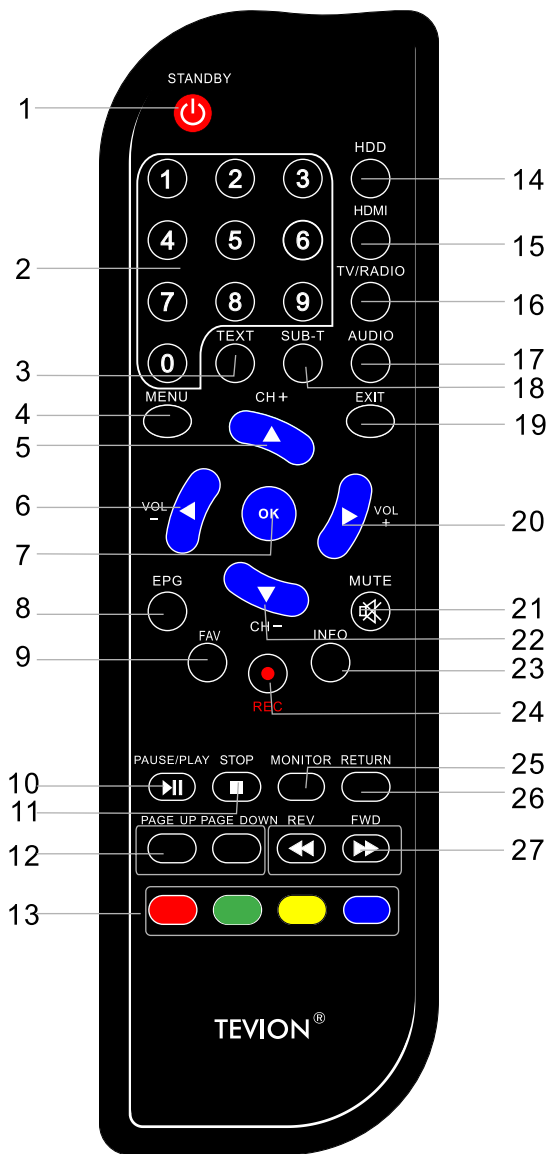 STANDBY
1
HDD
1 2 3
14
HDMI
4 5 6
15
2
TV/RADIO
7 8 9
16
TEXT SUB-T AUDIO
17
0
3
18
MENU CH+ EXIT
4
19
5
6
VOL
-
OK
VOL
+
20
7
EPG MUTE
8
21
CH-
22
FAV INFO
9
23
24
REC
PAUSE/PLAY STOP MONITOR RETURN
25
10
26
11
PAGE UP PAGE DOWN REV FWD
12
27
13
TEVION®